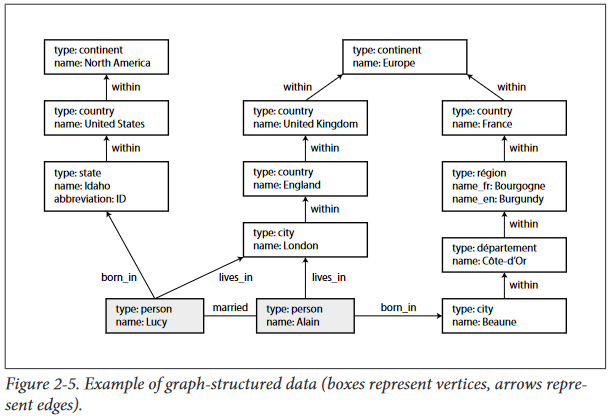 type: continent
name: North America
within
type: country
name: United States
within
type: state
name: Idaho
abbreviation: ID
born_in
type: continent
name: Europe
within
within
type: country
name: United Kingdom
within
type: country
name: England
within
type: city
name: London
lives_in
lives_in
type: country
name: France
within
type: région
name_fr: Bourgogne
name_en: Burgundy
within
type: département
name: Côte-d'Or
within
type: person
name: Lucy
married
type: person
name: Alain
born_in
type: city
name: Beaune
Figure 2-5. Example of graph-structured data (boxes represent vertices, arrows repre-
sent edges).